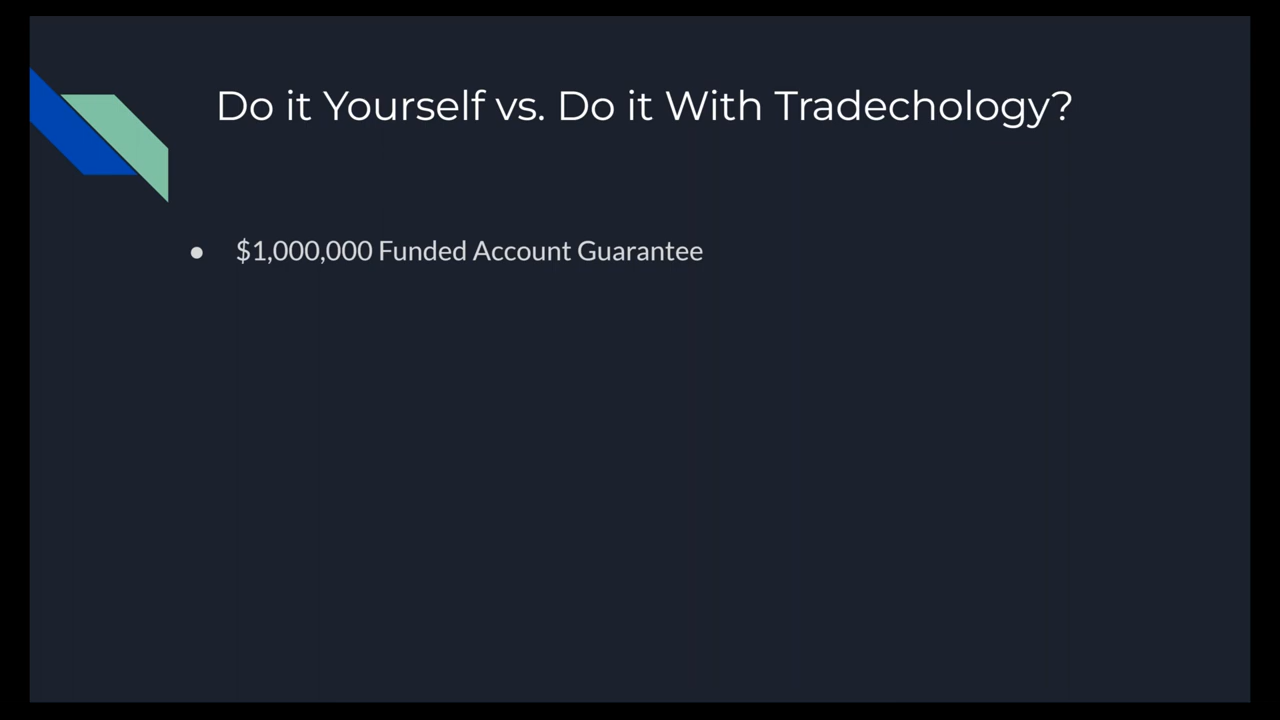 Do it Yourself vs. Do it With Tradechology?
● $1,000,000 Funded Account Guarantee